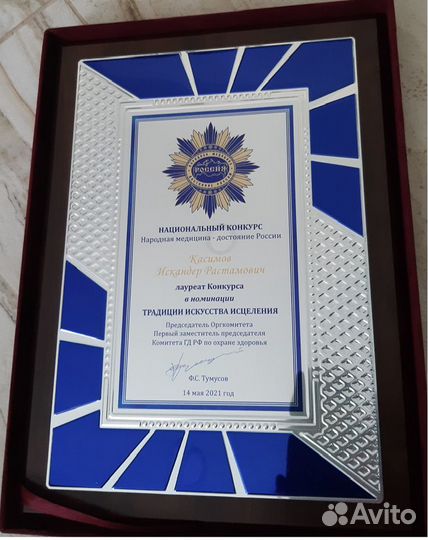 РОССИЯ
НАЦИОНАЛЬНЫЙ КОНКУРС
Народная медицина - достояние России
Касимов
Искандер Растамович
лауреат Конкурса
в номинации
ТРАДИЦИИ ИСКУССТВА ИСЦЕЛЕНИЯ
Председатель Оргкомитета
Первый заместитель председателя
Комитета ГД РФ по охране здоровья
Ф.С. Тумусов
14 мая 2021 год
Avito